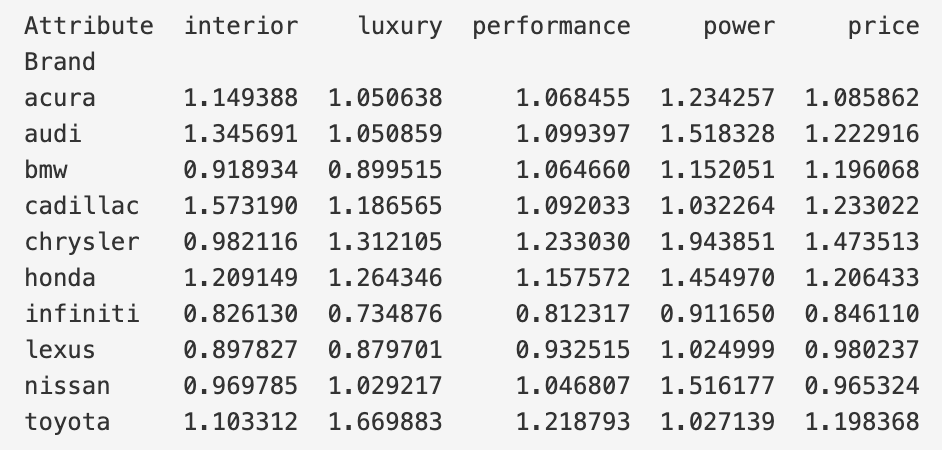 Attribute interior luxury performance power price
Brand
acura 1.149388 1.050638 1.068455 1.234257 1.085862
audi 1.345691 1.050859 1.099397 1.518328 1.222916
bmw 0.918934 0.899515 1.064660 1.152051 1.196068
cadillac 1.573190 1.186565 1.092033 1.032264 1.233022
chrysler 0.982116 1.312105 1.233030 1.943851 1.473513
honda 1.209149 1.264346 1.157572 1.454970 1.206433
infiniti 0.826130 0.734876 0.812317 0.911650 0.846110
lexus 0.897827 0.879701 0.932515 1.024999 0.980237
nissan 0.969785 1.029217 1.046807 1.516177 0.965324
toyota 1.103312 1.669883 1.218793 1.027139 1.198368